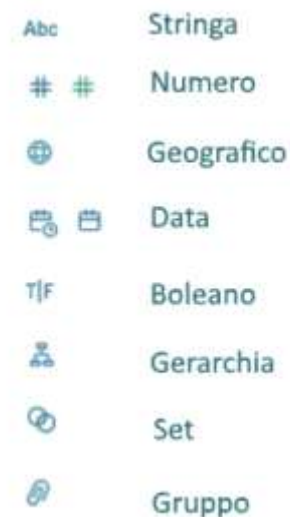 Abc Stringa
# # Numero
Geografico
Data
T|F Boleano
Gerarchia
Set
Gruppo